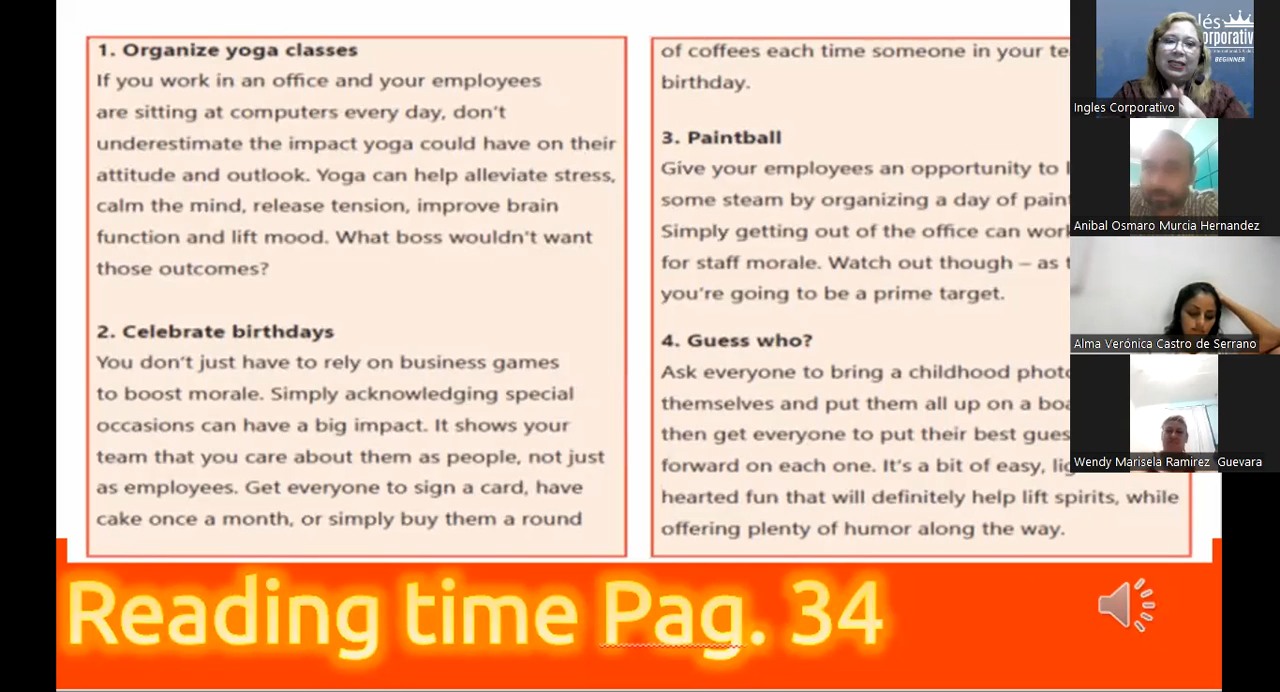 1. Organize yoga classes
If you work in an office and your employees
are sitting at computers every day, don't
underestimate the impact yoga could have on their
attitude and outlook. Yoga can help alleviate stress,
calm the mind, release tension, improve brain
function and lift mood. What boss wouldn't want
those outcomes?
2. Celebrate birthdays
You don't just have to rely on business games
to boost morale. Simply acknowledging special
occasions can have a big impact. It shows your
team that you care about them as people, not just
as employees. Get everyone to sign a card, have
cake once a month, or simply buy them a round
of coffees each time someone in your
birthday.
3. Paintball
Give your employees an opportunity to
some steam by organizing a day of
Simply getting out of the office can
for staff morale. Watch out though – as
you're going to be a prime target.
4. Guess who?
Ask everyone to bring a childhood
themselves and put them all up on a
then get everyone to put their best
forward on each one. It's a bit of easy,
hearted fun that will definitely help lift spirits, while
offering plenty of humor along the way.
Reading time Pag. 34
BEGINNER
Ingles Corporativo
Anibal Osmaro Murcia Hernandez
Alma Verónica Castro de Serrano
Wendy Marisela Ramirez Guevara